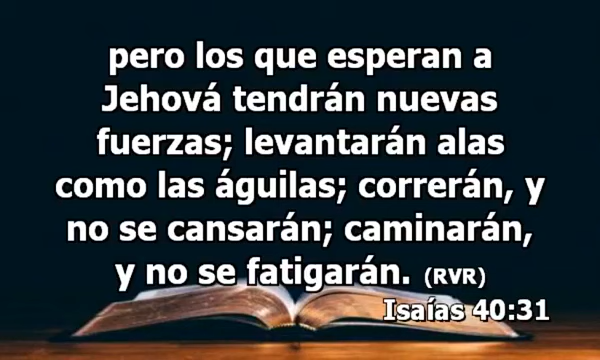 pero los que esperan a
Jehová tendrán nuevas
fuerzas; levantarán alas
como las águilas; correrán, y
no se cansarán; caminarán,
y no se fatigarán. (RVR)
Isaías 40:31